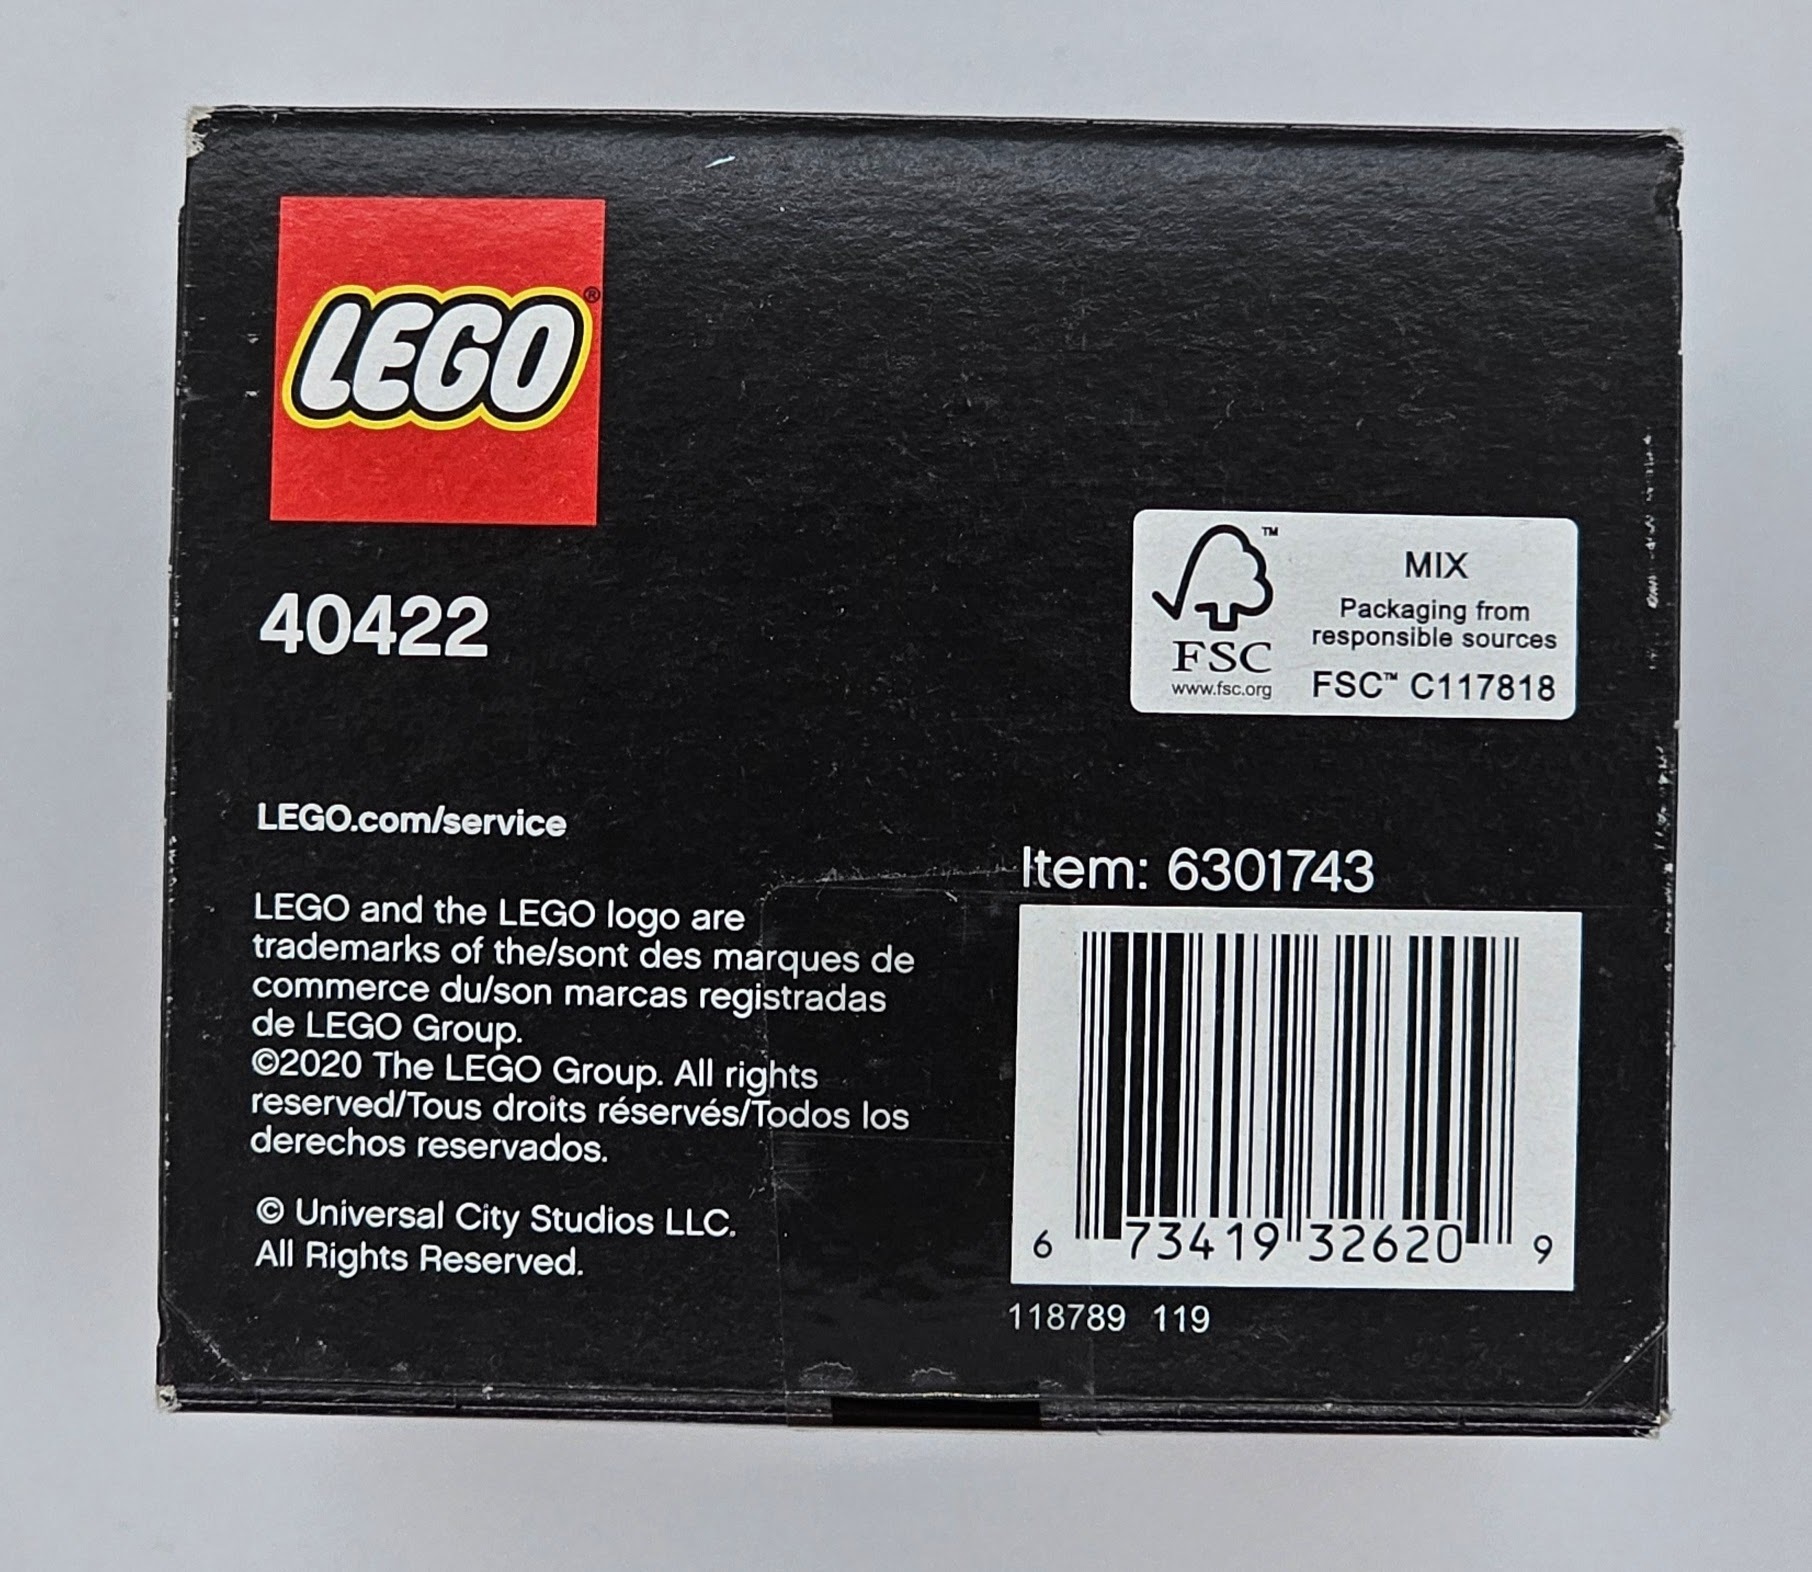 LEGO®
40422
LEGO.com/service
LEGO and the LEGO logo are
trademarks of the/sont des marques de
commerce du/son marcas registradas
de LEGO Group.
©2020 The LEGO Group. All rights
reserved/Tous droits réservés/Todos los
derechos reservados.
© Universal City Studios LLC.
All Rights Reserved.
™
FSC
www.fsc.org
MIX
Packaging from
responsible sources
FSC™ C117818
Item: 6301743
6 73419 32620 9
118789 119